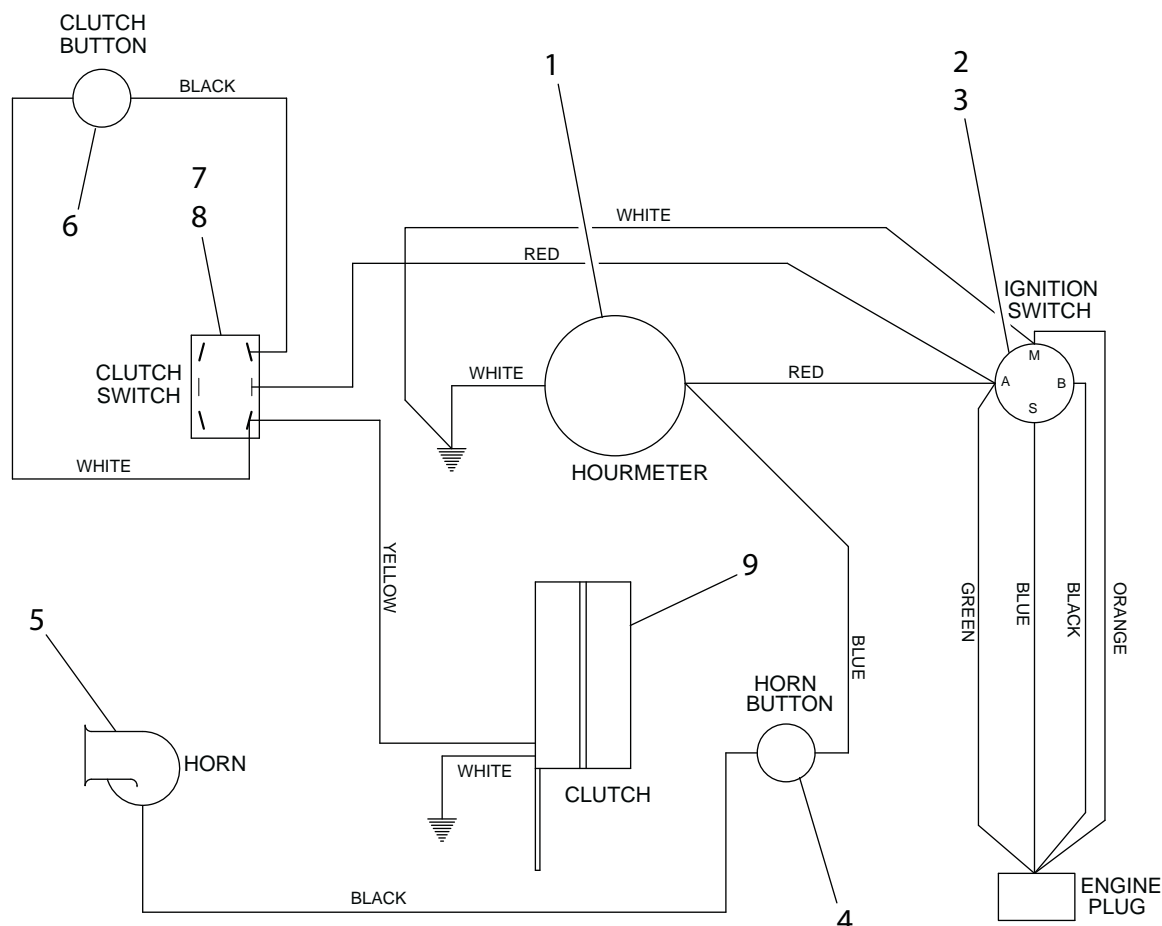 CLUTCH
BUTTON
BLACK
1
2
3
7
8
6
WHITE
RED
IGNITION
SWITCH
M
A
B
S
CLUTCH
SWITCH
WHITE
RED
HOURMETER
WHITE
YELLOW
9
GREEN
BLUE
BLACK
ORANGE
5
BLUE
HORN
BUTTON
HORN
WHITE
CLUTCH
BLACK
4
ENGINE
PLUG